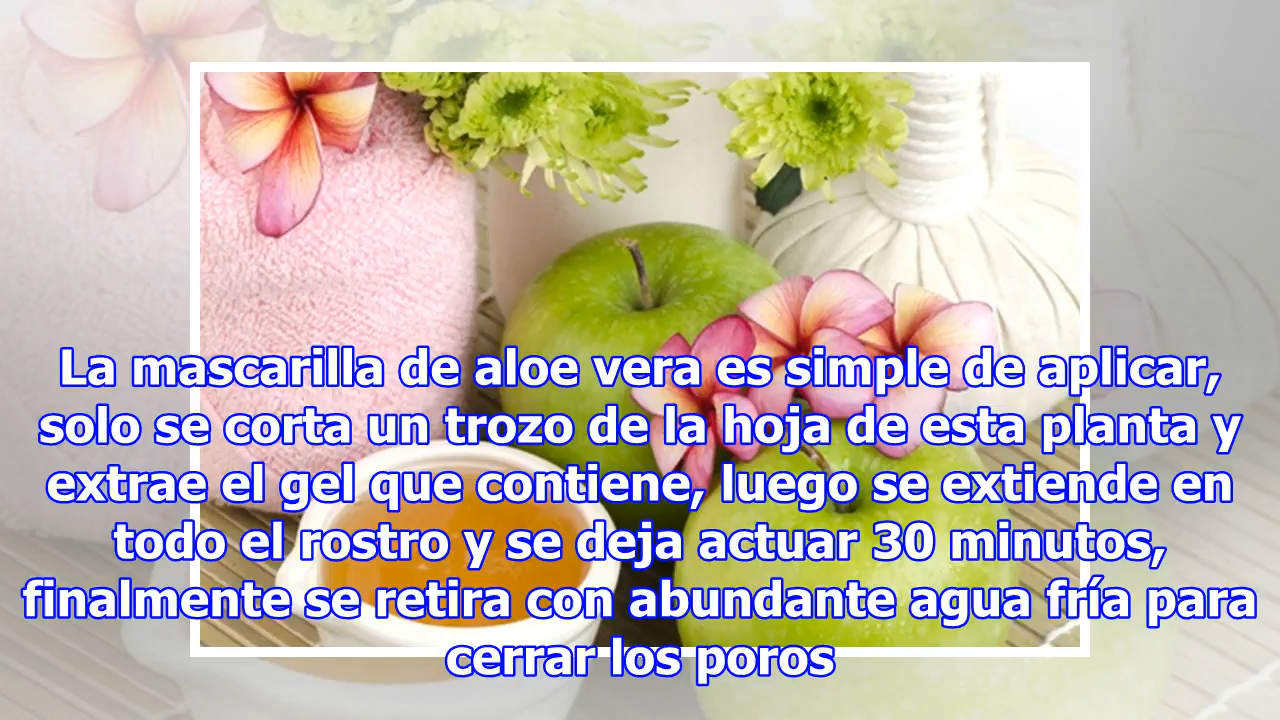 La mascarilla de aloe vera es simple de aplicar,
solo se corta un trozo de la hoja de esta planta y
extrae el gel que contiene, luego se extiende en
todo el rostro y se deja actuar 30 minutos,
finalmente se retira con abundante agua fría para
cerrar los poros